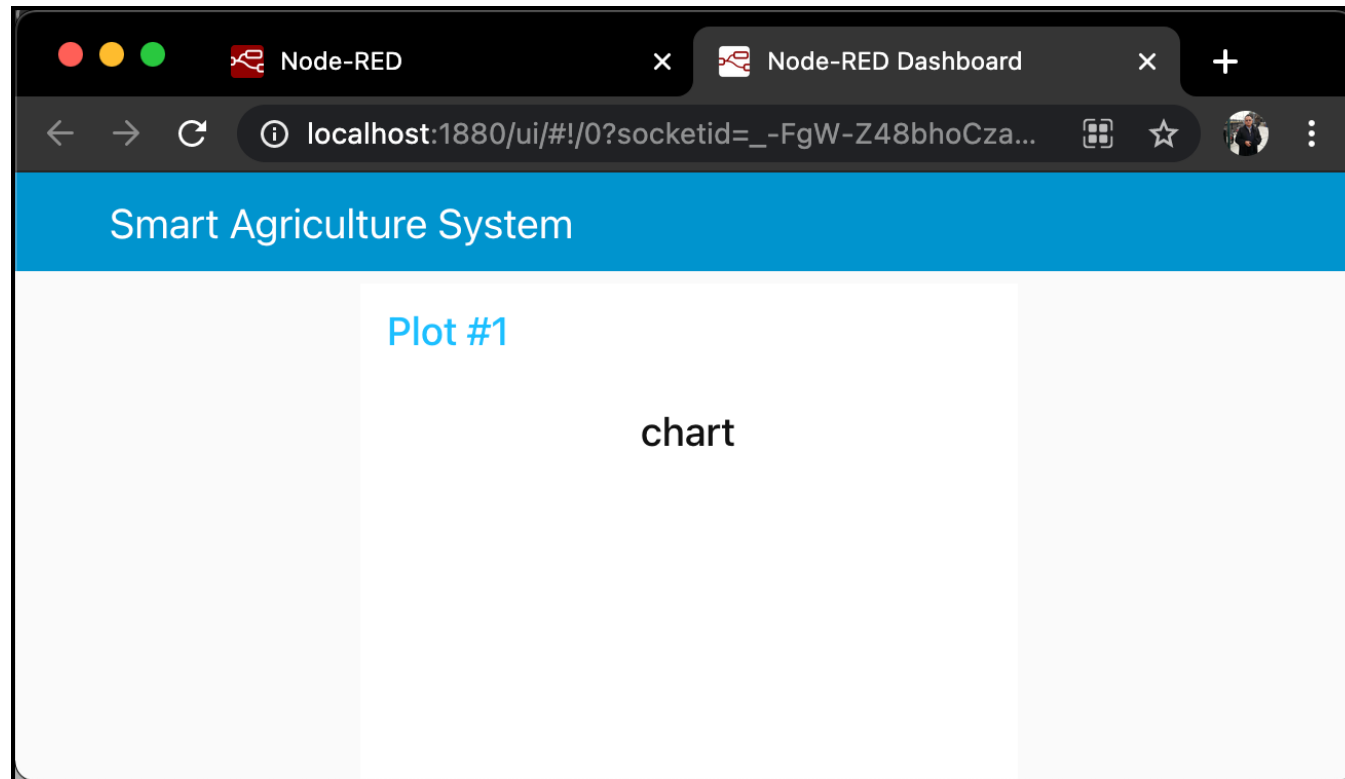 Node-RED
Node-RED Dashboard
localhost:1880/ui/#!/0?socketid=_-FgW-Z48bhoCza...
Smart Agriculture System
Plot #1
chart